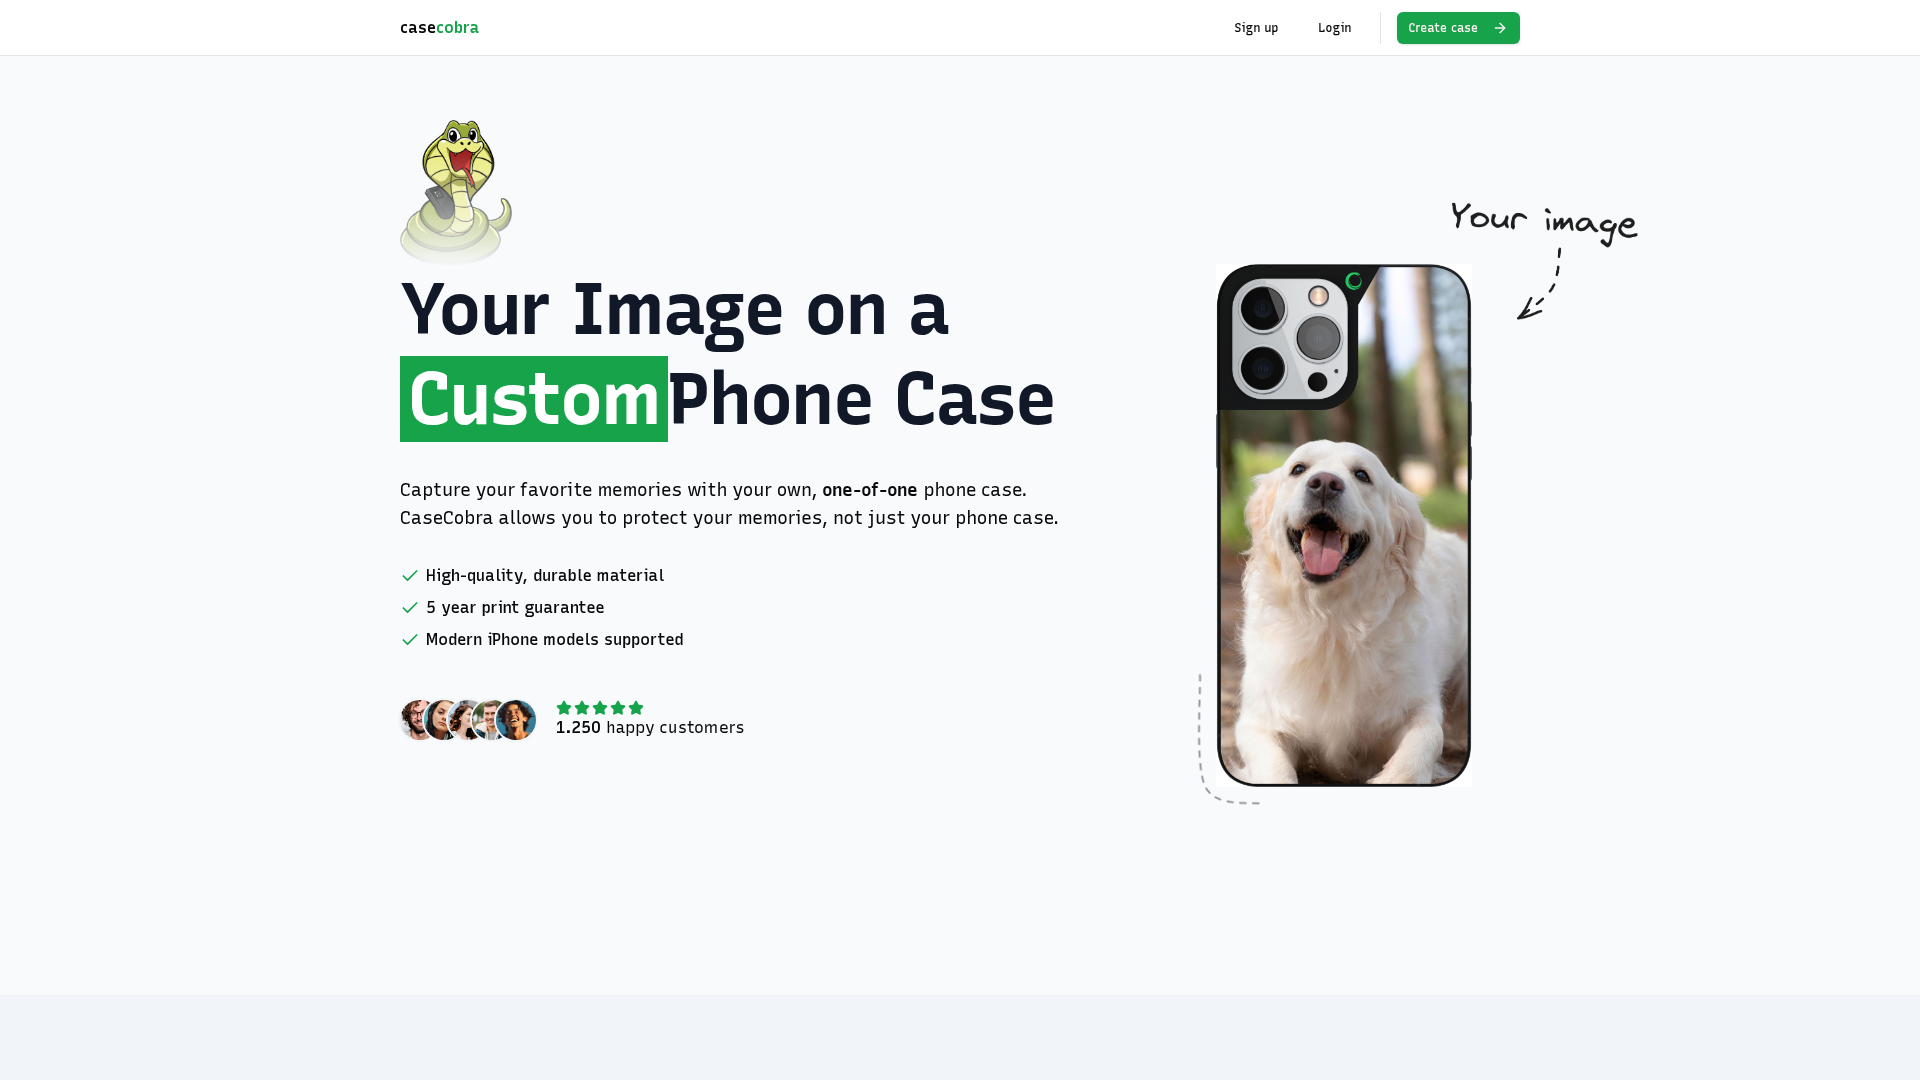 casecobra
Sign up
Login
Create case
Your image
Your Image on a
Custom Phone Case
Capture your favorite memories with your own, one-of-one phone case.
CaseCobra allows you to protect your memories, not just your phone case.
High-quality, durable material
5 year print guarantee
Modern iPhone models supported
1.250 happy customers